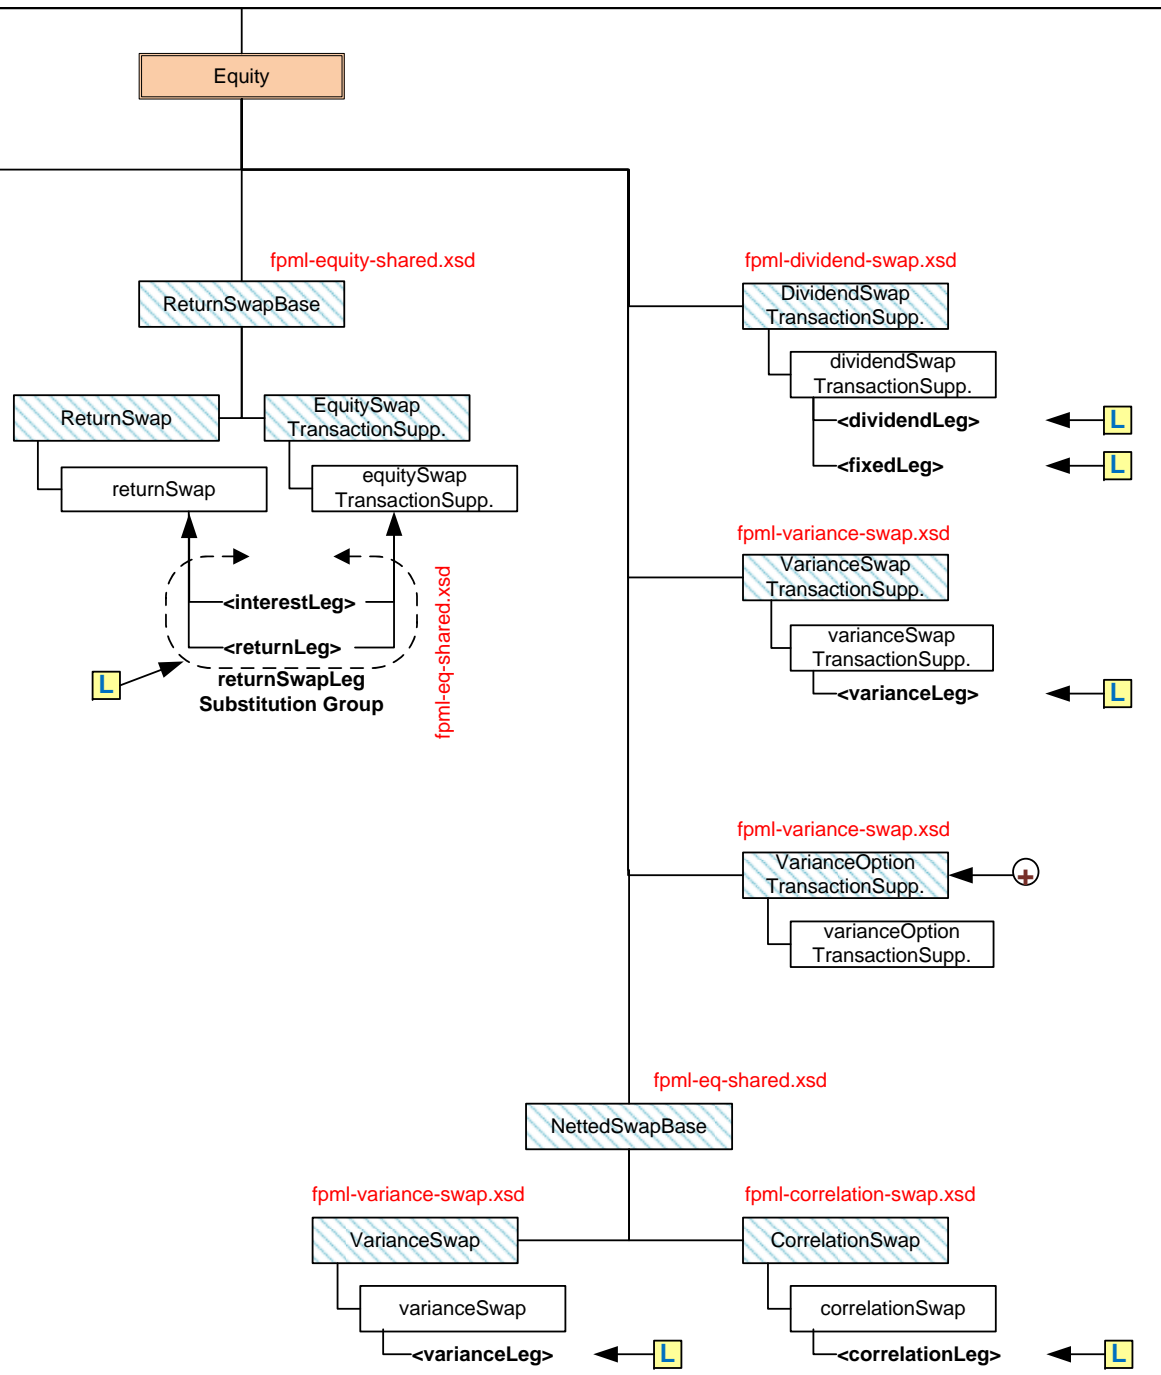 Equity
fpml-equity-shared.xsd
ReturnSwapBase
ReturnSwap
EquitySwap
TransactionSupp.
returnSwap
equitySwap
TransactionSupp.
<interestLeg>
<returnLeg>
returnSwapLeg
Substitution Group
L
fpml-eq-shared.xsd
fpml-dividend-swap.xsd
DividendSwap
TransactionSupp.
dividendSwap
TransactionSupp.
<dividendLeg>
L
<fixedLeg>
L
fpml-variance-swap.xsd
VarianceSwap
TransactionSupp.
varianceSwap
TransactionSupp.
<varianceLeg>
L
fpml-variance-swap.xsd
VarianceOption
TransactionSupp.
+
varianceOption
TransactionSupp.
fpml-eq-shared.xsd
NettedSwapBase
fpml-variance-swap.xsd
VarianceSwap
varianceSwap
<varianceLeg>
L
fpml-correlation-swap.xsd
CorrelationSwap
correlationSwap
<correlationLeg>
L